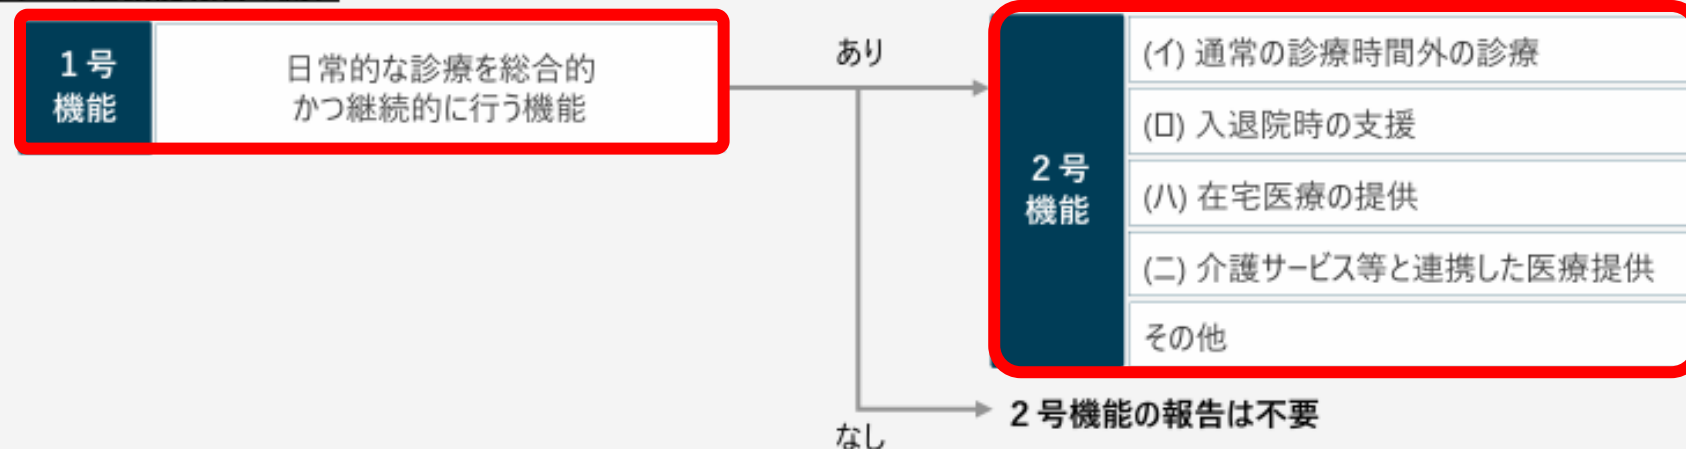 1号
機能
日常的な診療を総合的
かつ継続的に行う機能
あり
2号
機能
(イ) 通常の診療時間外の診療
(ロ) 入退院時の支援
(ハ) 在宅医療の提供
(ニ) 介護サービス等と連携した医療提供
その他
2号機能の報告は不要
なし